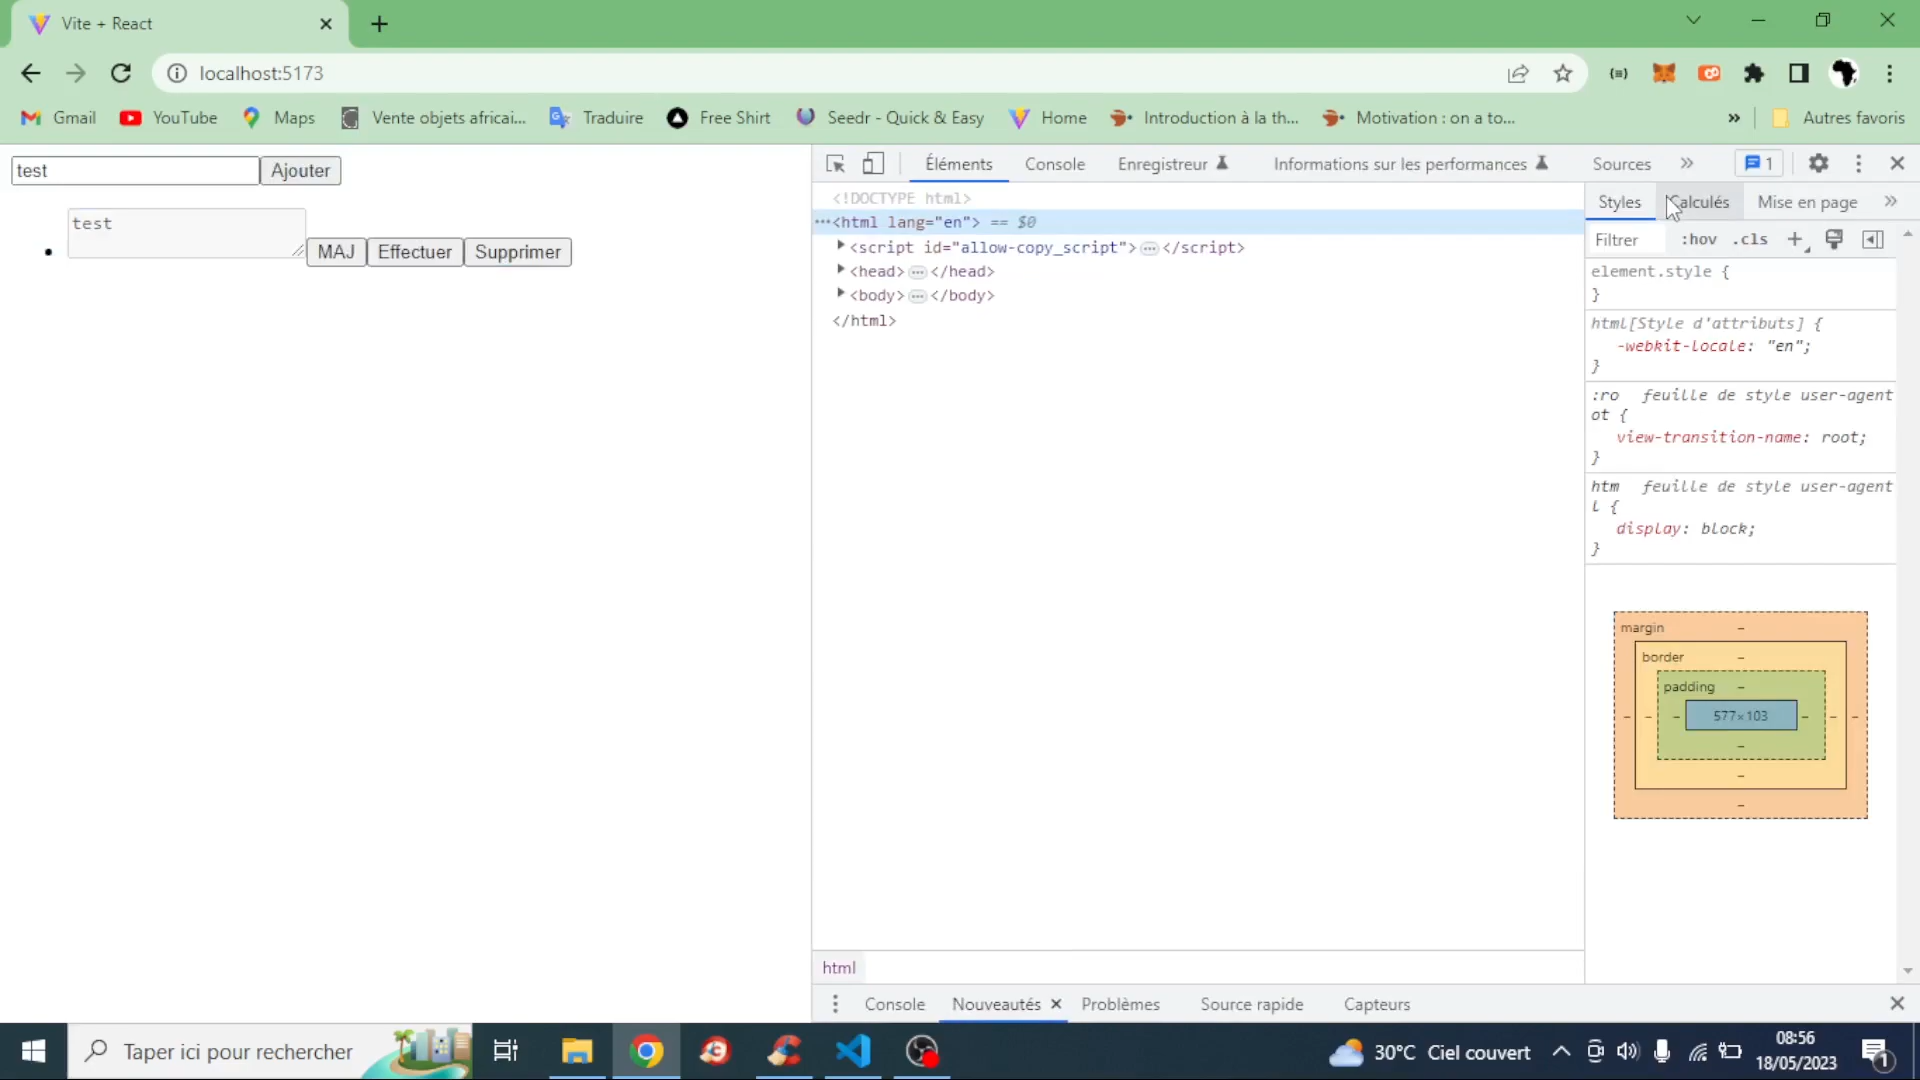 Vite + React
localhost:5173
Gmail YouTube Maps Vente objets africai... Traduire Free Shirt Seedr - Quick & Easy Home Introduction à la th... Motivation : on a to... » Autres favoris
test Ajouter
test
MAJ Effectuer Supprimer
Éléments Console Enregistreur Informations sur les performances Sources » 1
<!DOCTYPE html>
···<html lang="en"> == $0
<script id="allow-copy_script"> ··· </script>
<head> ··· </head>
<body> ··· </body>
</html>
html
Styles Calculés Mise en page »
Filtrer :hov .cls +
element.style {
}
html[Style d'attributs] {
-webkit-locale: "en";
}
:ro feuille de style user-agent
ot {
view-transition-name: root;
}
htm feuille de style user-agent
l {
display: block;
}
margin –
border –
padding –
– – – 577×103 – – –
–
–
–
Console Nouveautés Problèmes Source rapide Capteurs
Taper ici pour rechercher
30°C Ciel couvert
08:56
18/05/2023
1